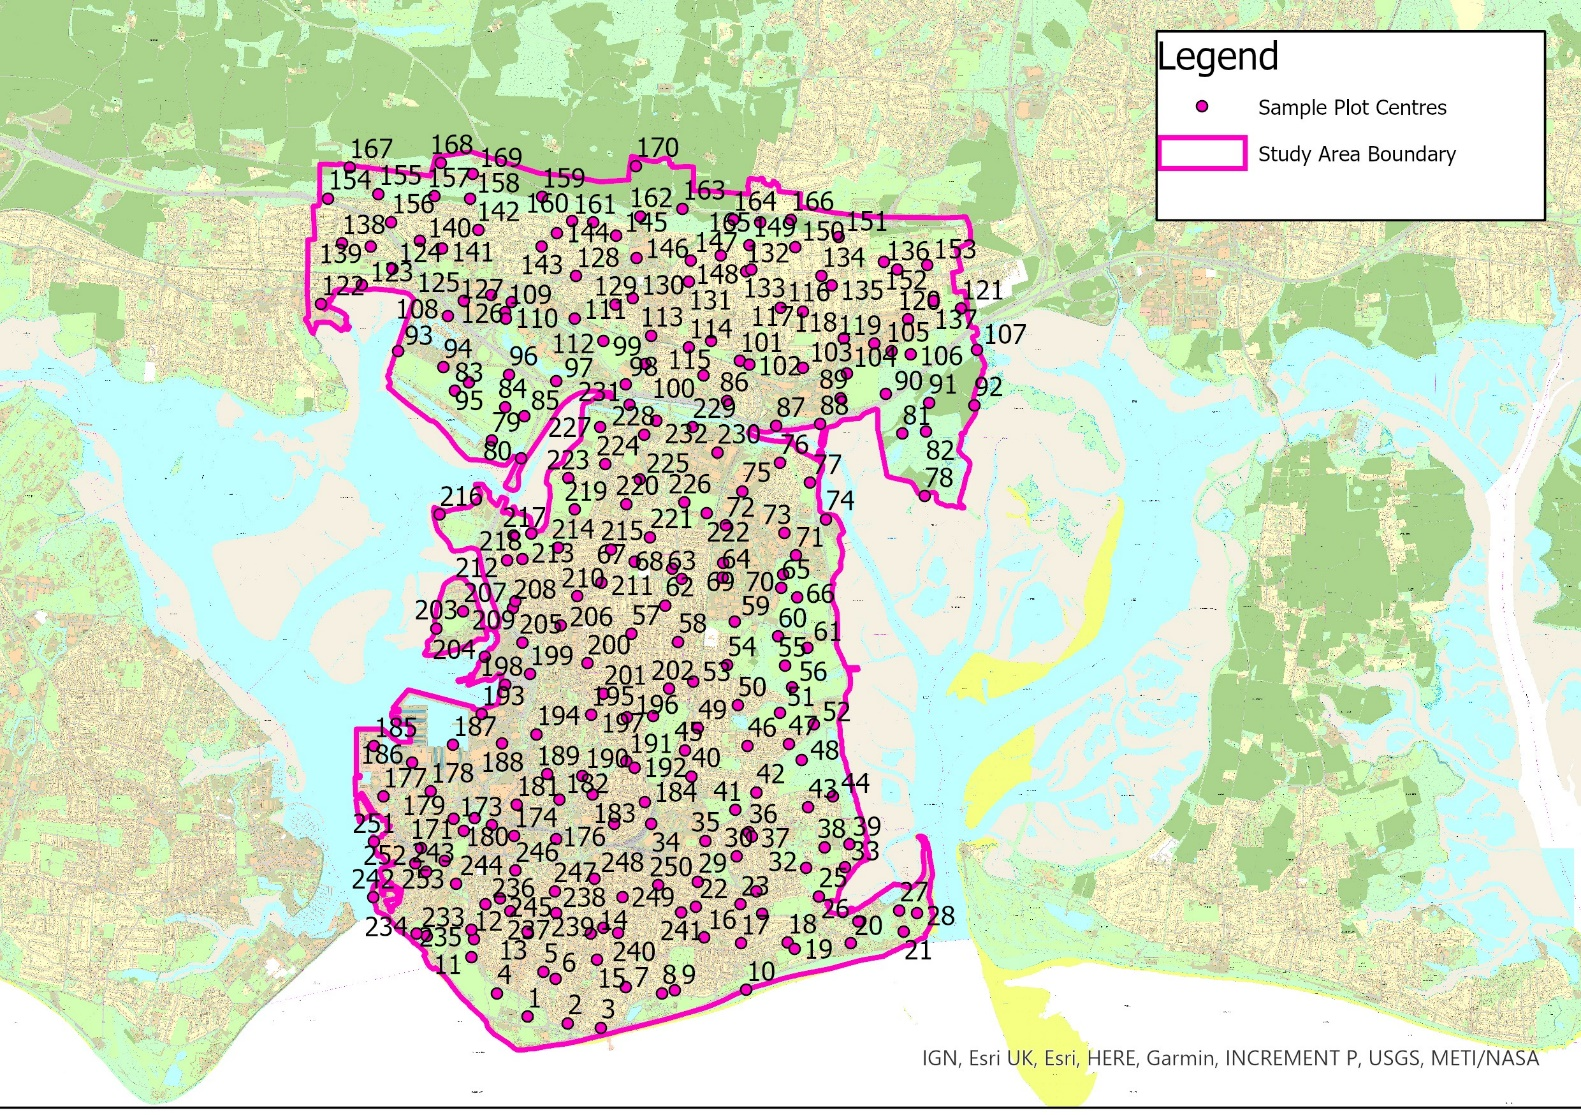 Legend
Sample Plot Centres
Study Area Boundary
167 168 169 170
154 155 157 158 159
156 160 161 162 163 164 166
138 140 142 144 145 165 149 150 151
139 124 141 143 128 146 147 132 134 136 153
122 123 125 127 109 129 130 148 133 116 135 152 120 121
108 126 110 111 113 131 117 118 119 105 137 107
93 94 96 112 99 114 101 103 104 106
83 84 97 98 115 102 89 90 91 92
95 85 231 100 86 87 88 81
79 80 227 228 232 229 230 76 82
223 224 225 75 77 78
216 219 220 226 74
217 218 214 215 221 72 222 73 71
212 213 67 68 63 64 65
207 208 210 211 62 69 70 66
203 209 205 206 57 58 59 60 61
204 198 199 200 54 55 56
193 201 202 53 50 51 52
185 187 194 195 197 196 49 46 47
186 188 189 190 191 45 40 48
177 178 181 182 192 184 41 42 43 44
179 173 174 183 36
251 171 180 176 34 35 30 37 38 39
252 243 244 246 247 248 250 29 32 33
242 253 236 238 249 22 23 25 27
234 233 12 245 14 241 16 17 18 26 20 28
235 237 239 19 21
11 13 5 6 240
4 15 7 8 9 10
1 2 3
IGN, Esri UK, Esri, HERE, Garmin, INCREMENT P, USGS, METI/NASA